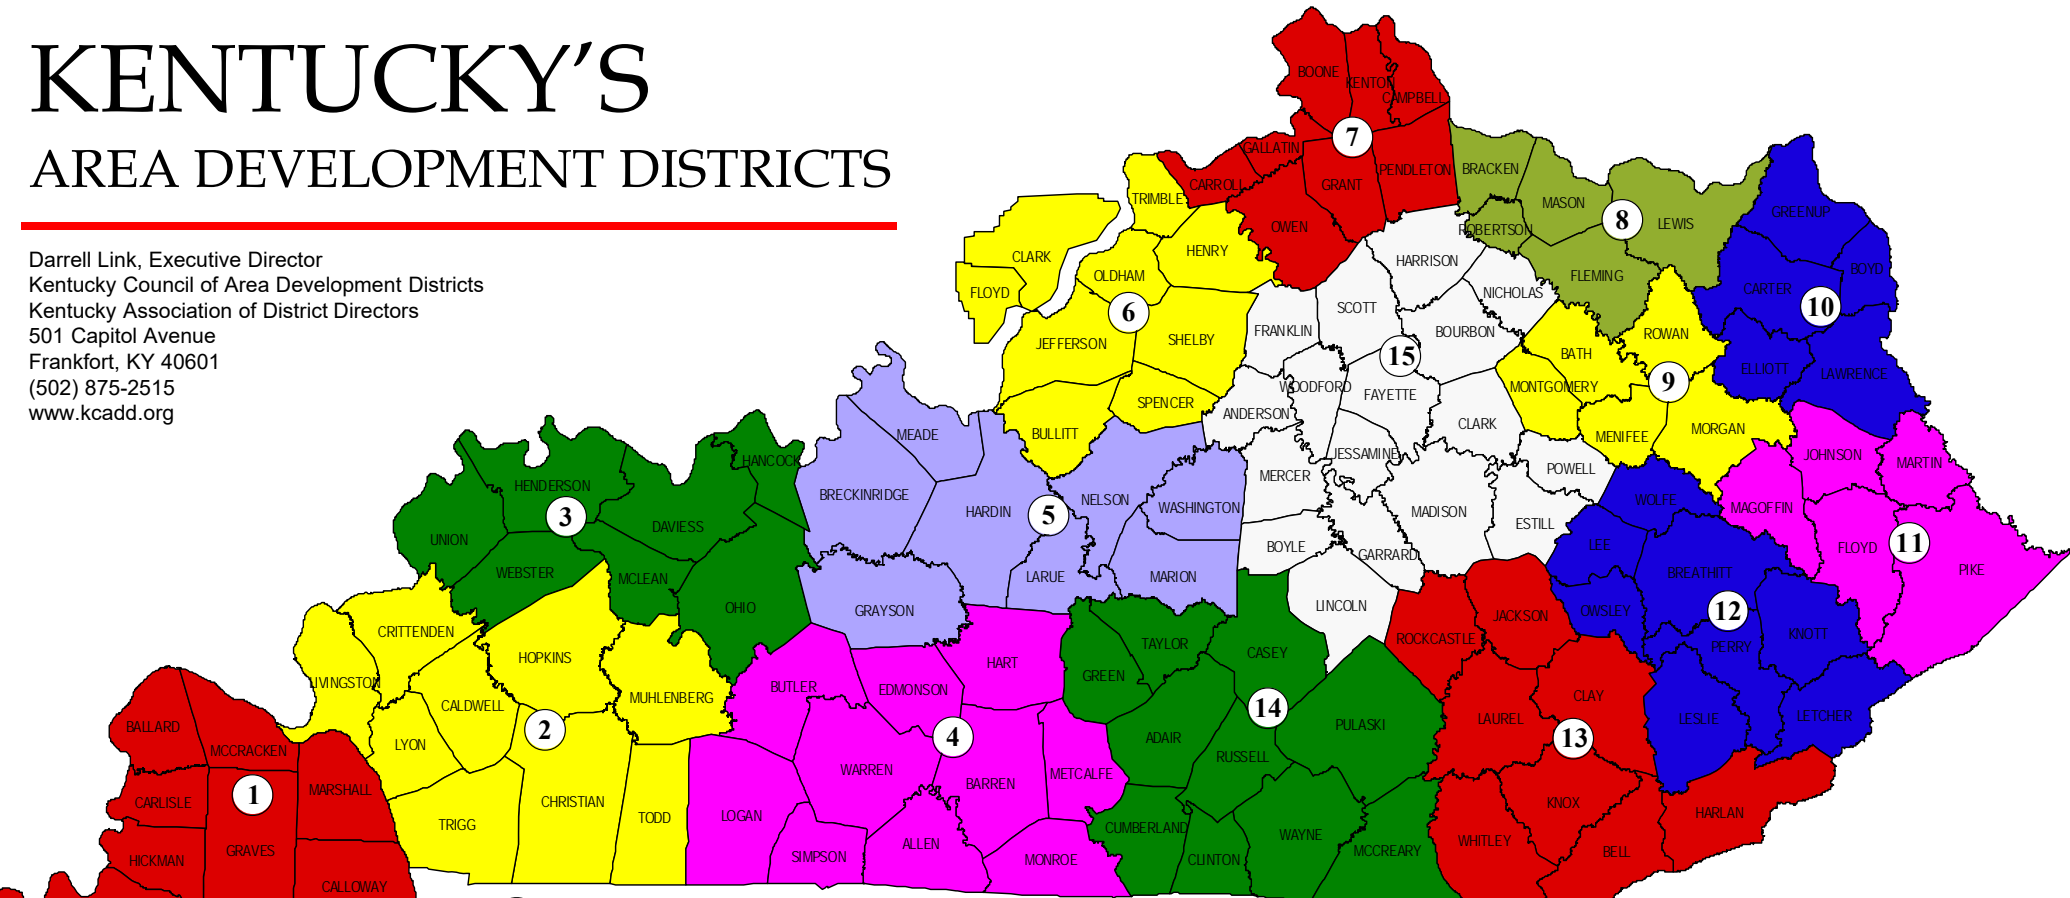 KENTUCKY'S
AREA DEVELOPMENT DISTRICTS
Darrell Link, Executive Director
Kentucky Council of Area Development Districts
Kentucky Association of District Directors
501 Capitol Avenue
Frankfort, KY 40601
(502) 875-2515
www.kcadd.org
BOONE
KENTON
CAMPBELL
7
GALLATIN
CARROLL
GRANT
PENDLETON
OWEN
BRACKEN
MASON
8
LEWIS
ROBERTSON
FLEMING
GREENUP
BOYD
CARTER
10
ELLIOTT
LAWRENCE
TRIMBLE
CLARK
HENRY
OLDHAM
FLOYD
6
JEFFERSON
SHELBY
SPENCER
BULLITT
HARRISON
NICHOLAS
SCOTT
FRANKLIN
BOURBON
15
WOODFORD
FAYETTE
ANDERSON
CLARK
JESSAMINE
MERCER
POWELL
MADISON
ESTILL
BOYLE
GARRARD
LINCOLN
ROWAN
BATH
9
MONTGOMERY
MENIFEE
MORGAN
JOHNSON
MARTIN
MAGOFFIN
FLOYD
11
PIKE
WOLFE
LEE
BREATHITT
OWSLEY
12
KNOTT
PERRY
LESLIE
LETCHER
MEADE
BRECKINRIDGE
HARDIN
5
NELSON
WASHINGTON
LARUE
MARION
GRAYSON
HANCOCK
HENDERSON
3
DAVIESS
UNION
WEBSTER
MCLEAN
OHIO
CRITTENDEN
HOPKINS
LIVINGSTON
CALDWELL
MUHLENBERG
2
LYON
CHRISTIAN
TRIGG
TODD
BALLARD
MCCRACKEN
1
MARSHALL
CARLISLE
GRAVES
HICKMAN
CALLOWAY
HART
BUTLER
EDMONSON
4
WARREN
BARREN
METCALFE
LOGAN
ALLEN
SIMPSON
MONROE
TAYLOR
CASEY
GREEN
14
PULASKI
ADAIR
RUSSELL
CUMBERLAND
WAYNE
CLINTON
MCCREARY
JACKSON
ROCKCASTLE
CLAY
LAUREL
13
KNOX
HARLAN
WHITLEY
BELL